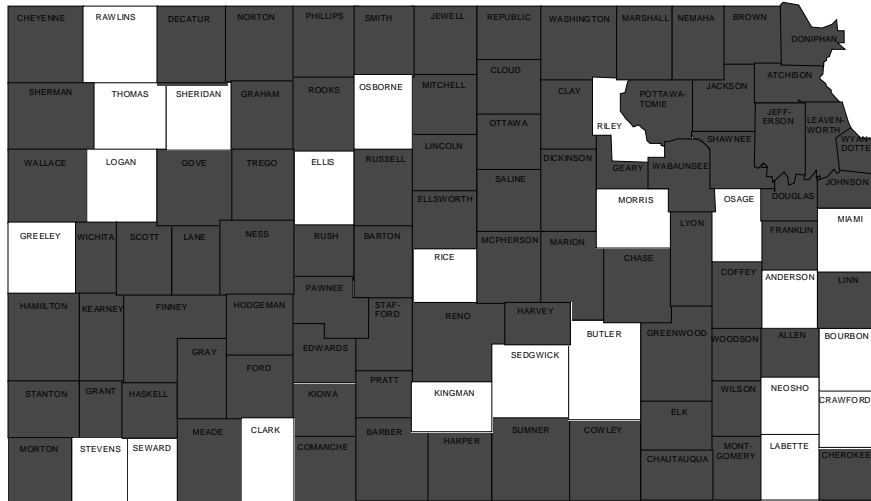 CHEYENNE
RAWLINS
DECATUR
NORTON
PHILLIPS
SMITH
JEWELL
REPUBLIC
WASHINGTON
MARSHALL
NEMAHA
BROWN
DONIPHAN
SHERMAN
THOMAS
SHERIDAN
GRAHAM
ROOKS
OSBORNE
MITCHELL
CLOUD
CLAY
RILEY
POTTAWA-
TOMIE
JACKSON
ATCHISON
JEFF-
ERSON
LEAVEN-
WORTH
WYAN
DOTTE
OTTAWA
WALLACE
LOGAN
GOVE
TREGO
ELLIS
RUSSELL
LINCOLN
DICKINSON
GEARY
WABAUNSEE
SHAWNEE
DOUGLAS
JOHNSON
SALINE
ELLSWORTH
MORRIS
OSAGE
GREELEY
WICHITA
SCOTT
LANE
NESS
RUSH
BARTON
RICE
MCPHERSON
MARION
CHASE
LYON
FRANKLIN
MIAMI
COFFEY
ANDERSON
LINN
HAMILTON
KEARNEY
FINNEY
HODGEMAN
PAWNEE
STAF-
FORD
RENO
HARVEY
BUTLER
GREENWOOD
WOODSON
ALLEN
BOURBON
GRAY
FORD
EDWARDS
SEDGWICK
STANTON
GRANT
HASKELL
KIOWA
PRATT
KINGMAN
ELK
WILSON
NEOSHO
CRAWFORD
MORTON
STEVENS
SEWARD
MEADE
CLARK
COMANCHE
BARBER
HARPER
SUMNER
COWLEY
CHAUTAUQUA
MONT-
GOMERY
LABETTE
CHEROKEE